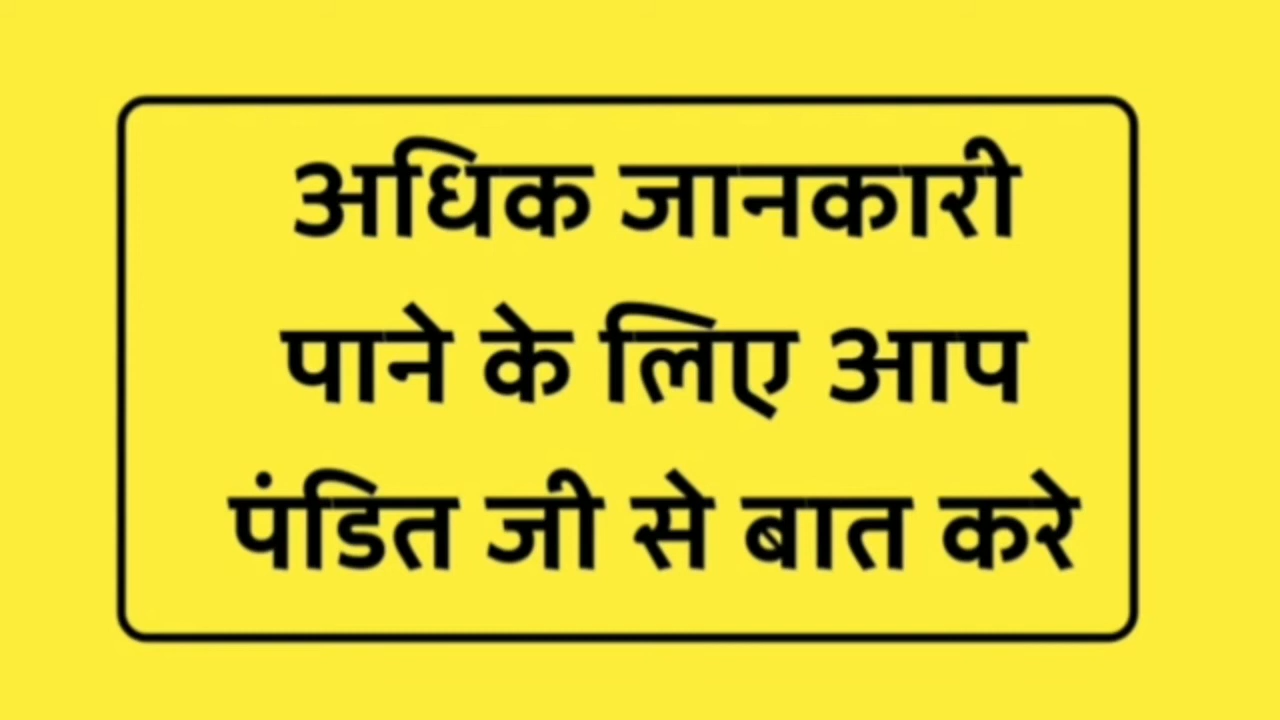 अधिक जानकारी
पाने के लिए आप
पंडित जी से बात करे